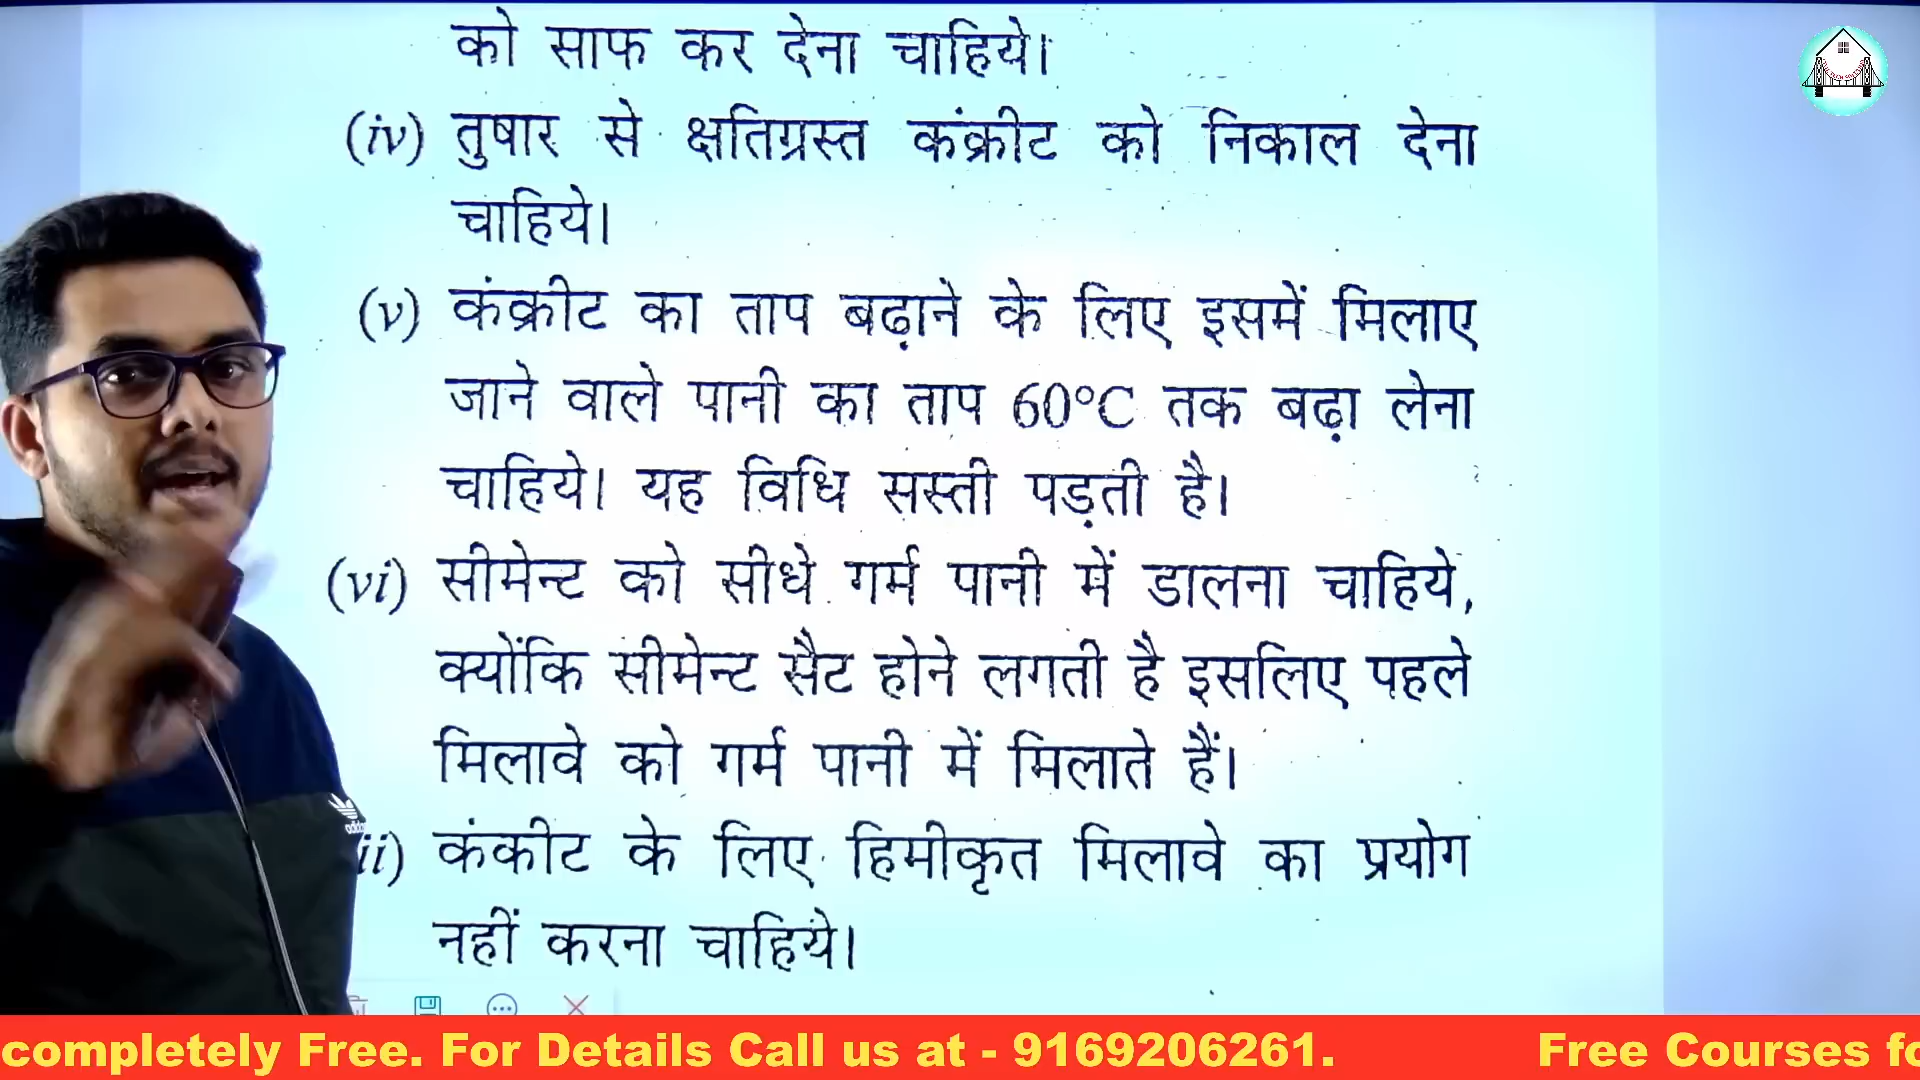 को साफ कर देना चाहिये।
(iv) तुषार से क्षतिग्रस्त कंक्रीट को निकाल देना
चाहिये।
(v) कंक्रीट का ताप बढ़ाने के लिए इसमें मिलाए
जाने वाले पानी का ताप 60°C तक बढ़ा लेना
चाहिये। यह विधि सस्ती पड़ती है।
(vi) सीमेन्ट को सीधे गर्म पानी में डालना चाहिये,
क्योंकि सीमेन्ट सैट होने लगती है इसलिए पहले
मिलावे को गर्म पानी में मिलाते हैं।
ii) कंकीट के लिए हिमीकृत मिलावे का प्रयोग
नहीं करना चाहिये।
completely Free. For Details Call us at - 9169206261. Free Courses fo